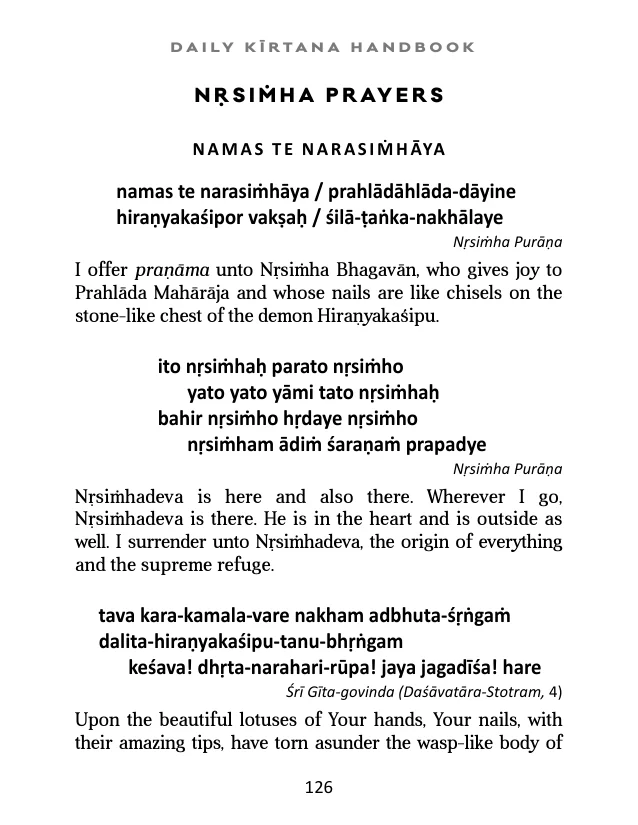 DAILY KĪRTANA HANDBOOK
NṚSIṀHA PRAYERS
NAMAS TE NARASIṀHĀYA
namas te narasiṁhāya / prahlādāhlāda-dāyine
hiraṇyakaśipor vakṣaḥ / śilā-ṭaṅka-nakhālaye
Nṛsiṁha Purāṇa
I offer praṇāma unto Nṛsiṁha Bhagavān, who gives joy to
Prahlāda Mahārāja and whose nails are like chisels on the
stone-like chest of the demon Hiraṇyakaśipu.
ito nṛsiṁhaḥ parato nṛsiṁho
yato yato yāmi tato nṛsiṁhaḥ
bahir nṛsiṁho hṛdaye nṛsiṁho
nṛsiṁham ādiṁ śaraṇaṁ prapadye
Nṛsiṁha Purāṇa
Nṛsiṁhadeva is here and also there. Wherever I go,
Nṛsiṁhadeva is there. He is in the heart and is outside as
well. I surrender unto Nṛsiṁhadeva, the origin of everything
and the supreme refuge.
tava kara-kamala-vare nakham adbhuta-śṛṅgaṁ
dalita-hiraṇyakaśipu-tanu-bhṛṅgam
keśava! dhṛta-narahari-rūpa! jaya jagadīśa! hare
Śrī Gīta-govinda (Daśāvatāra-Stotram, 4)
Upon the beautiful lotuses of Your hands, Your nails, with
their amazing tips, have torn asunder the wasp-like body of
126